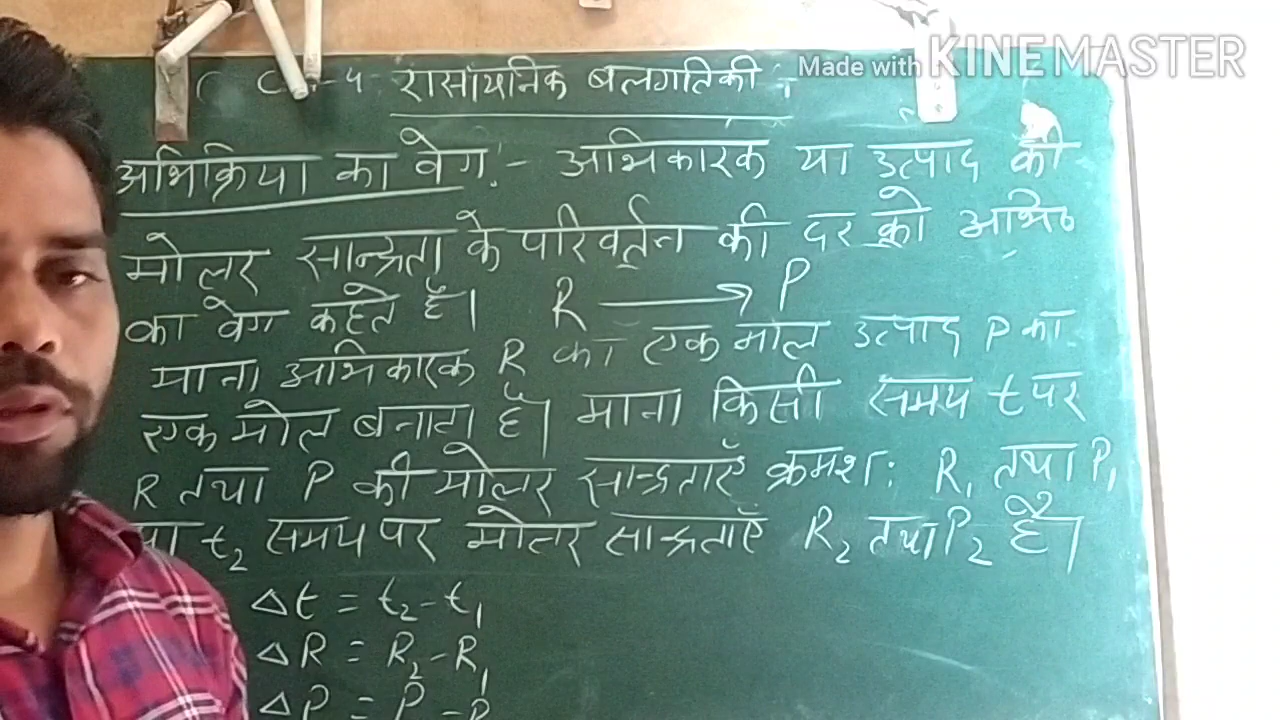 Made with KINEMASTER
रासायनिक बलगतिकी
अभिक्रिया का वेग :- अभिकारक या उत्पाद की
मोलर सान्द्रता के परिवर्तन की दर को अभि०
का वेग कहते हैं। R → P
माना अभिकारक R का एक मोल उत्पाद P का
एक मोल बनाता है। माना किसी समय t पर
R तथा P की मोलर सान्द्रताएँ क्रमशः R₁ तथा P₁
t₂ समय पर मोलर सान्द्रताएँ R₂ तथा P₂ है।
Δt = t₂ - t₁
ΔR = R₂ - R₁
ΔP = P - P